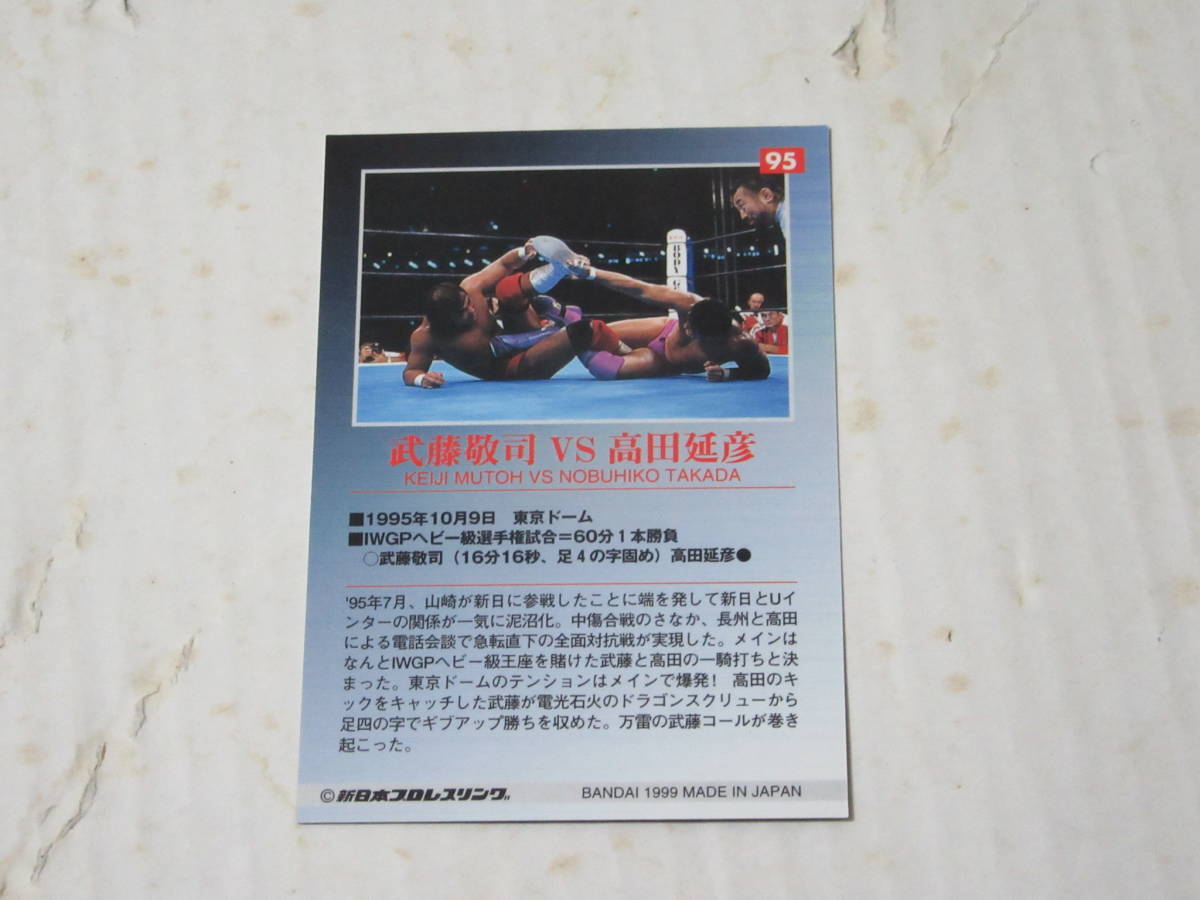 95
BODY
武藤敬司 VS 高田延彦
KEIJI MUTOH VS NOBUHIKO TAKADA
■1995年10月9日　東京ドーム
■IWGPヘビー級選手権試合＝60分1本勝負
○武藤敬司（16分16秒、足4の字固め）高田延彦●
'95年7月、山崎が新日に参戦したことに端を発して新日とUイ
ンターの関係が一気に泥沼化。中傷合戦のさなか、長州と高田
による電話会談で急転直下の全面対抗戦が実現した。メインは
なんとIWGPヘビー級王座を賭けた武藤と高田の一騎打ちと決
まった。東京ドームのテンションはメインで爆発！ 高田のキ
ックをキャッチした武藤が電光石火のドラゴンスクリューから
足四の字でギブアップ勝ちを収めた。万雷の武藤コールが巻き
起こった。
©新日本プロレスリング
BANDAI 1999 MADE IN JAPAN